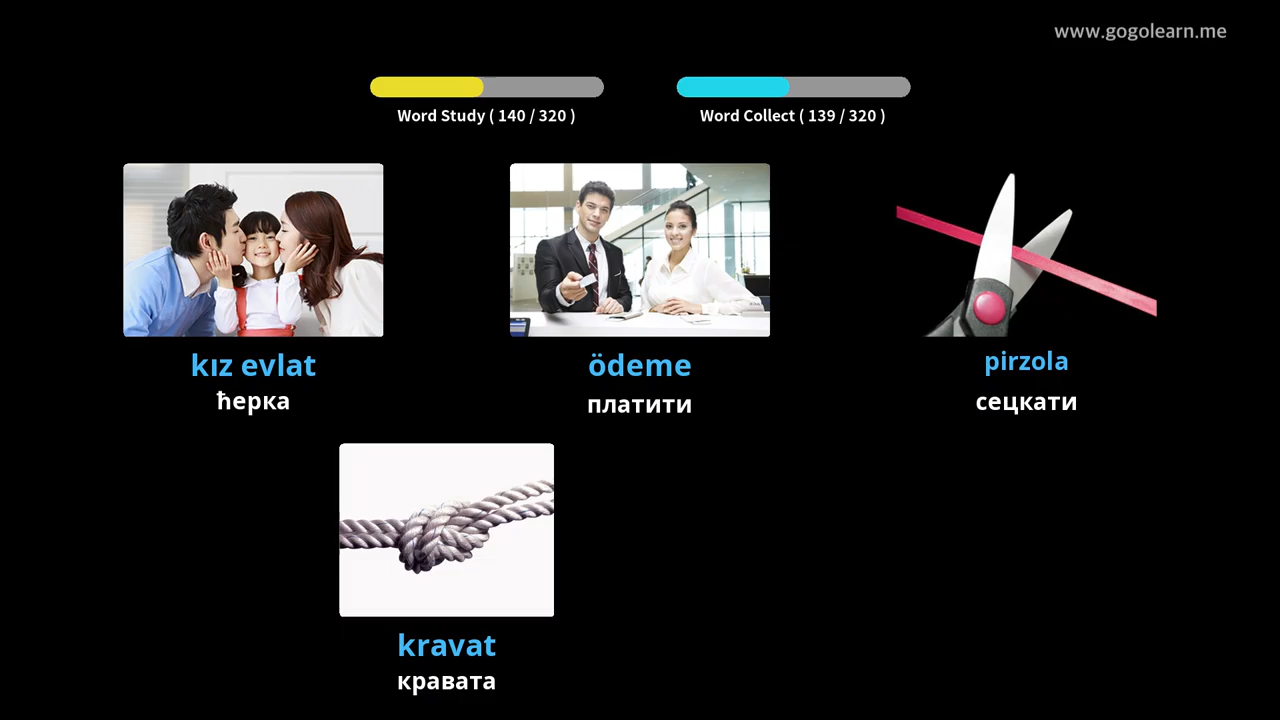 www.gogolearn.me
Word Study ( 140 / 320 )
Word Collect ( 139 / 320 )
kız evlat
ћерка
ödeme
платити
pirzola
сецкати
kravat
кравата